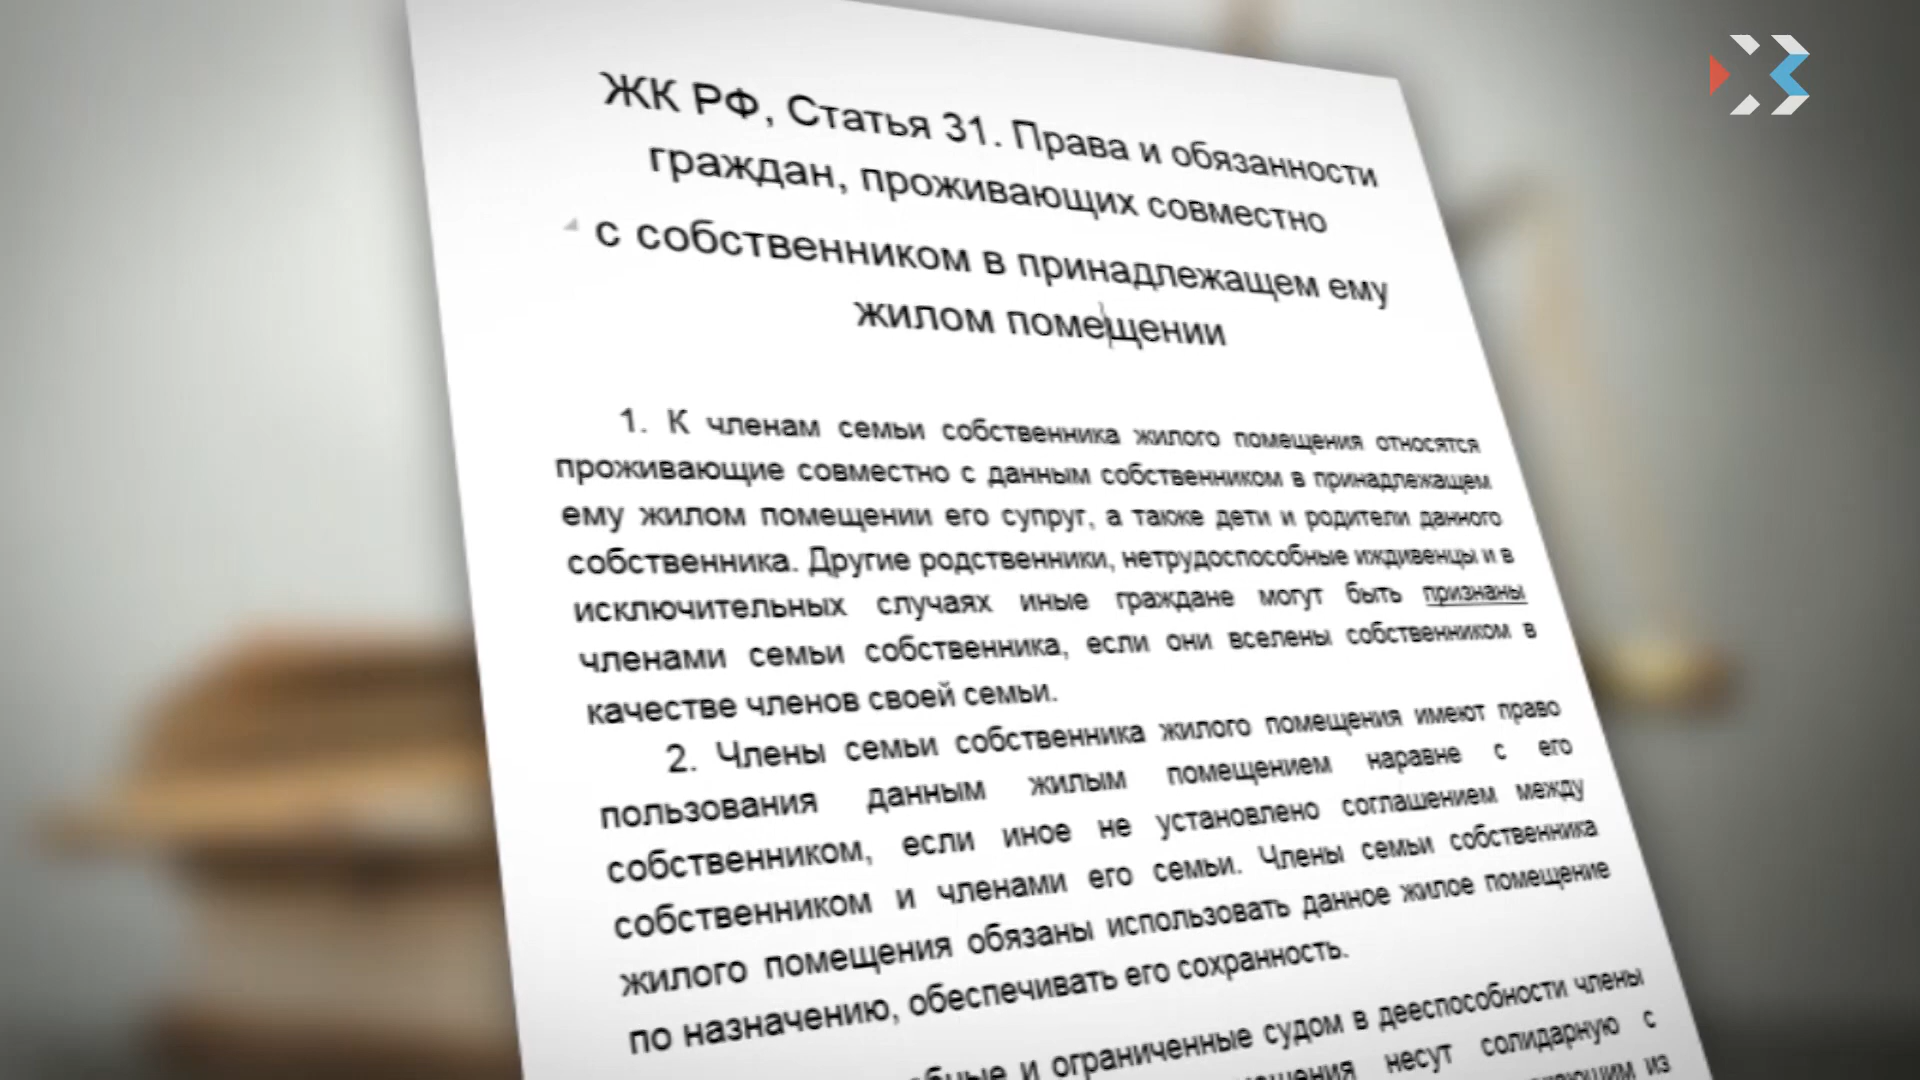 ЖК РФ, Статья 31. Права и обязанности
граждан, проживающих совместно
с собственником в принадлежащем ему
жилом помещении
1. К членам семьи собственника жилого помещения относятся
проживающие совместно с данным собственником в принадлежащем
ему жилом помещении его супруг, а также дети и родители данного
собственника. Другие родственники, нетрудоспособные иждивенцы и в
исключительных случаях иные граждане могут быть признаны
членами семьи собственника, если они вселены собственником в
качестве членов своей семьи.
2. Члены семьи собственника жилого помещения имеют право
пользования данным жилым помещением наравне с его
собственником, если иное не установлено соглашением между
собственником и членами его семьи. Члены семьи собственника
жилого помещения обязаны использовать данное жилое помещение
по назначению, обеспечивать его сохранность.
и ограниченные судом в дееспособности члены
несут солидарную с
из